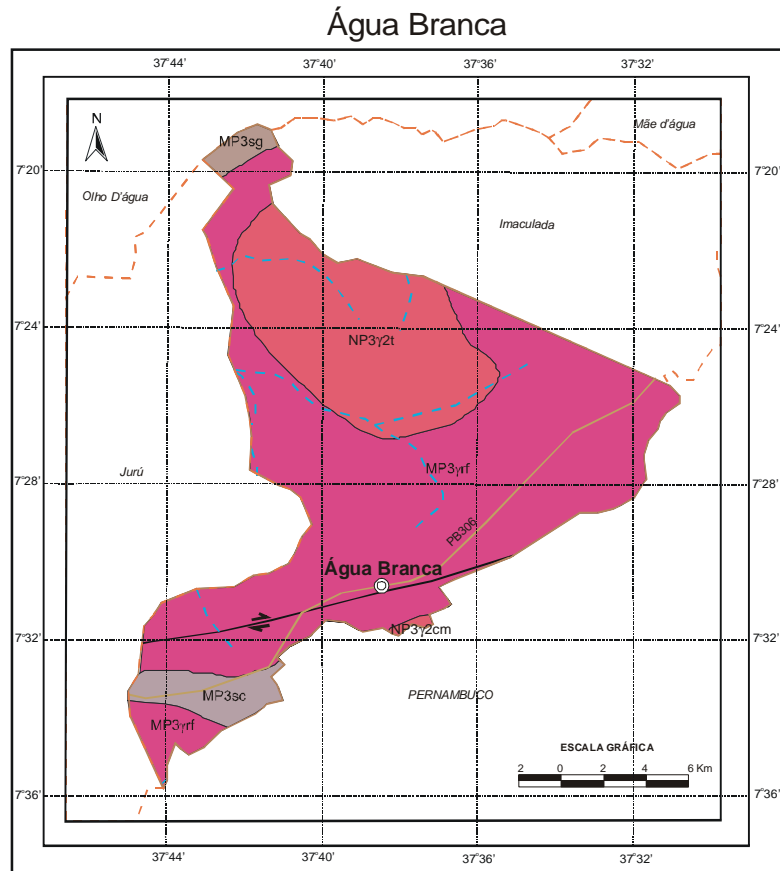 Água Branca
37°44' 37°40' 37°36' 37°32'
N
Mãe d'água
MP3sg
7°20' 7°20'
Olho D'água
Imaculada
7°24' 7°24'
NP3γ2t
Jurú
MP3γrf
7°28' 7°28'
PB306
Água Branca
7°32' 7°32'
NP3γ2cm
MP3sc
PERNAMBUCO
MP3γrf
ESCALA GRÁFICA
2 0 2 4 6 Km
7°36' 7°36'
37°44' 37°40' 37°36' 37°32'